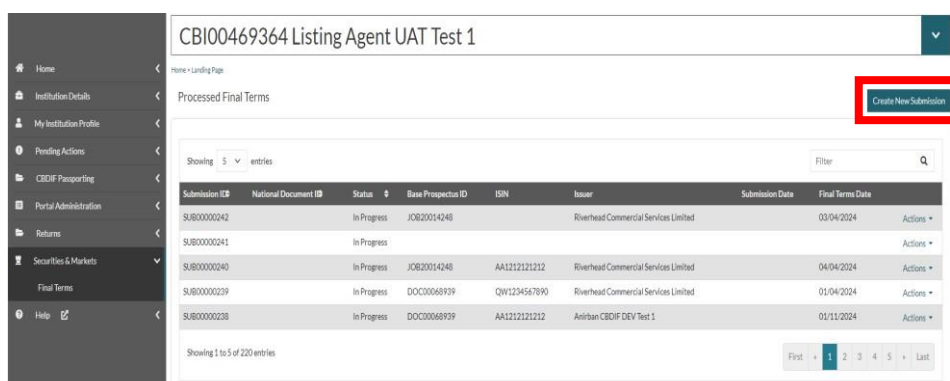 CBI00469364 Listing Agent UAT Test 1
Home
Institution Details
My Institution Profile
Pending Actions
CBDIF Passporting
Portal Administration
Returns
Securities & Markets
Final Terms
Help
Home • Landing Page
Processed Final Terms
Create New Submission
Showing 5 entries
Filter
Submission ID National Document ID Status Base Prospectus ID ISIN Issuer Submission Date Final Terms Date
SUB00000242 In Progress JOB20014248 Riverhead Commercial Services Limited 03/04/2024 Actions
SUB00000241 In Progress Actions
SUB00000240 In Progress JOB20014248 AA1212121212 Riverhead Commercial Services Limited 04/04/2024 Actions
SUB00000239 In Progress DOC00068939 QW1234567890 Riverhead Commercial Services Limited 01/04/2024 Actions
SUB00000238 In Progress DOC00068939 AA1212121212 Anirban CBDIF DEV Test 1 01/11/2024 Actions
Showing 1 to 5 of 220 entries
First « 1 2 3 4 5 » Last